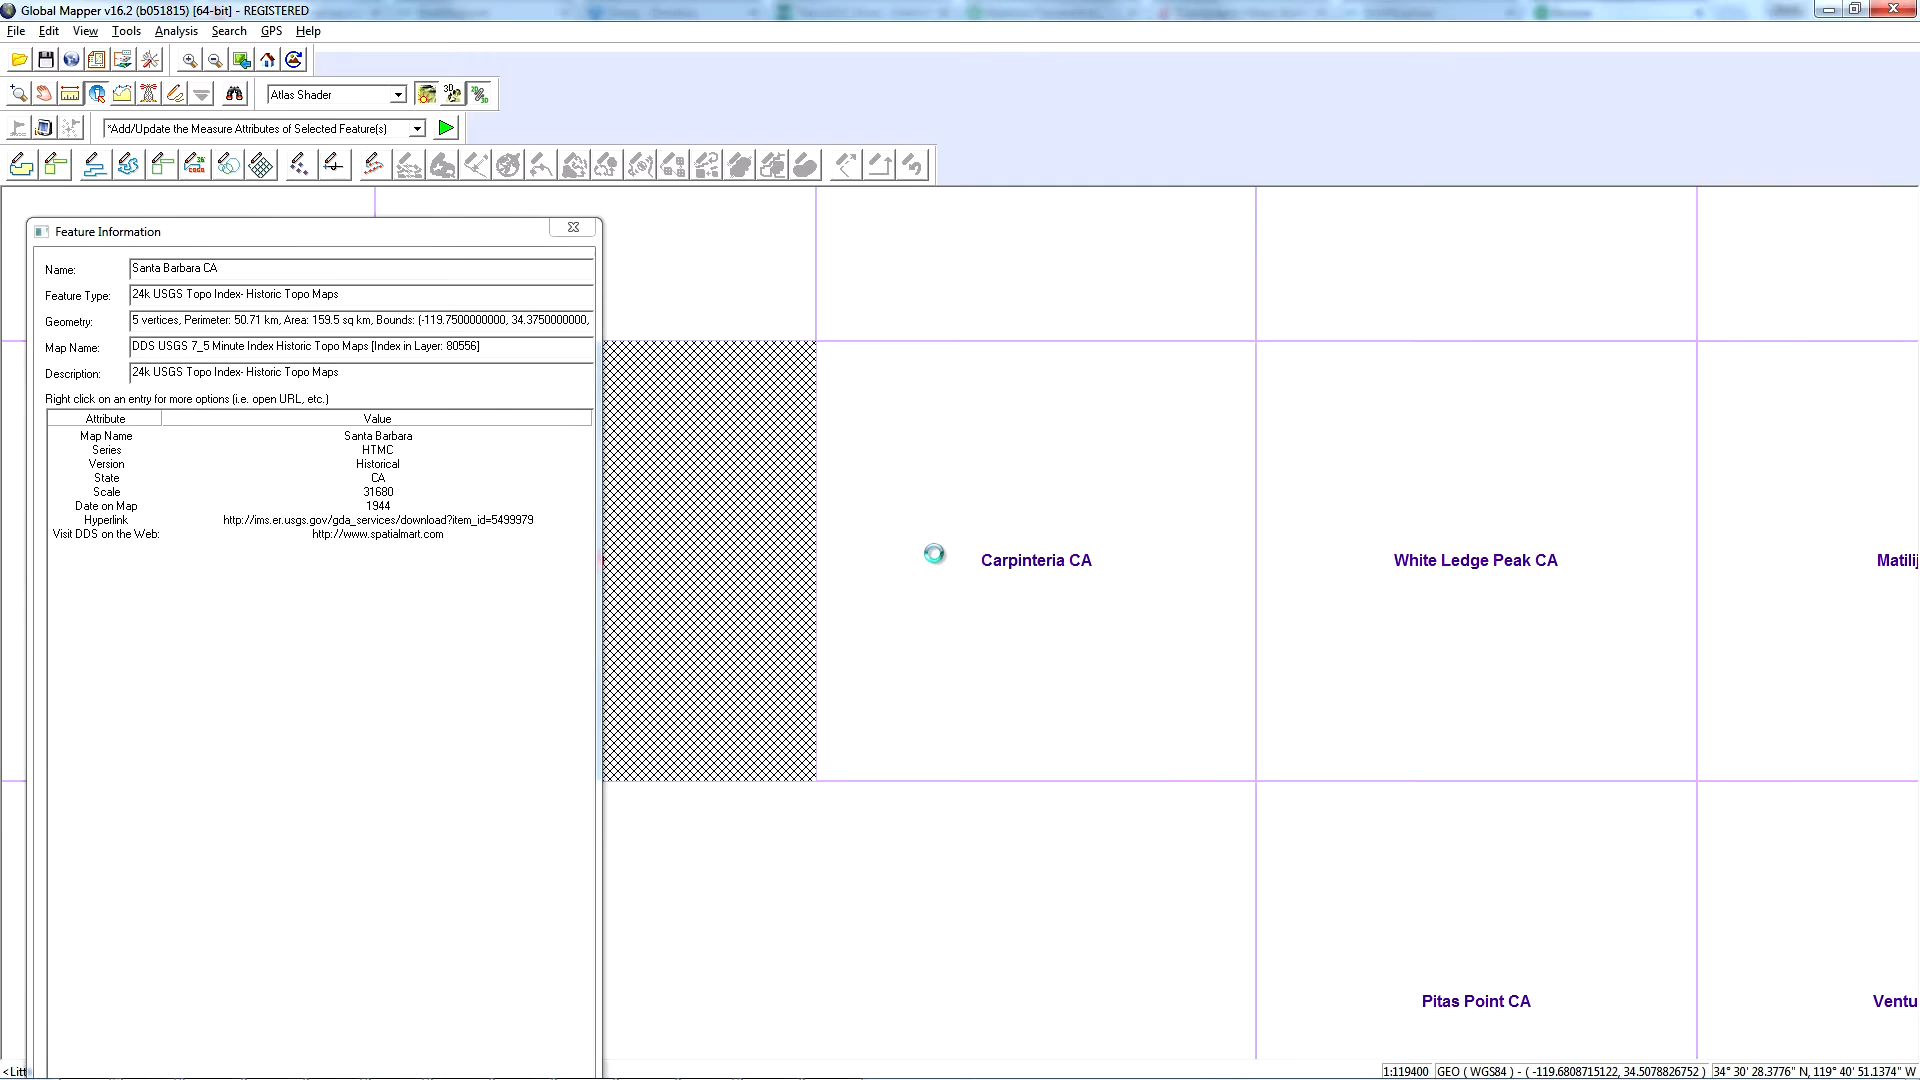 Global Mapper v16.2 (b051815) [64-bit] - REGISTERED
File Edit View Tools Analysis Search GPS Help
Atlas Shader
3D
*Add/Update the Measure Attributes of Selected Feature(s)
Feature Information
Name: Santa Barbara CA
Feature Type: 24k USGS Topo Index- Historic Topo Maps
Geometry: 5 vertices, Perimeter: 50.71 km, Area: 159.5 sq km, Bounds: (-119.7500000000, 34.3750000000,
Map Name: DDS USGS 7_5 Minute Index Historic Topo Maps [Index in Layer: 80556]
Description: 24k USGS Topo Index- Historic Topo Maps
Right click on an entry for more options (i.e. open URL, etc.)
Attribute Value
Map Name Santa Barbara
Series HTMC
Version Historical
State CA
Scale 31680
Date on Map 1944
Hyperlink http://ims.er.usgs.gov/gda_services/download?item_id=5499979
Visit DDS on the Web: http://www.spatialmart.com
Carpinteria CA
White Ledge Peak CA
Matilij
Pitas Point CA
Ventu
<Litt
1:119400 GEO ( WGS84 ) - ( -119.6808715122, 34.5078826752 ) 34° 30' 28.3776" N, 119° 40' 51.1374" W